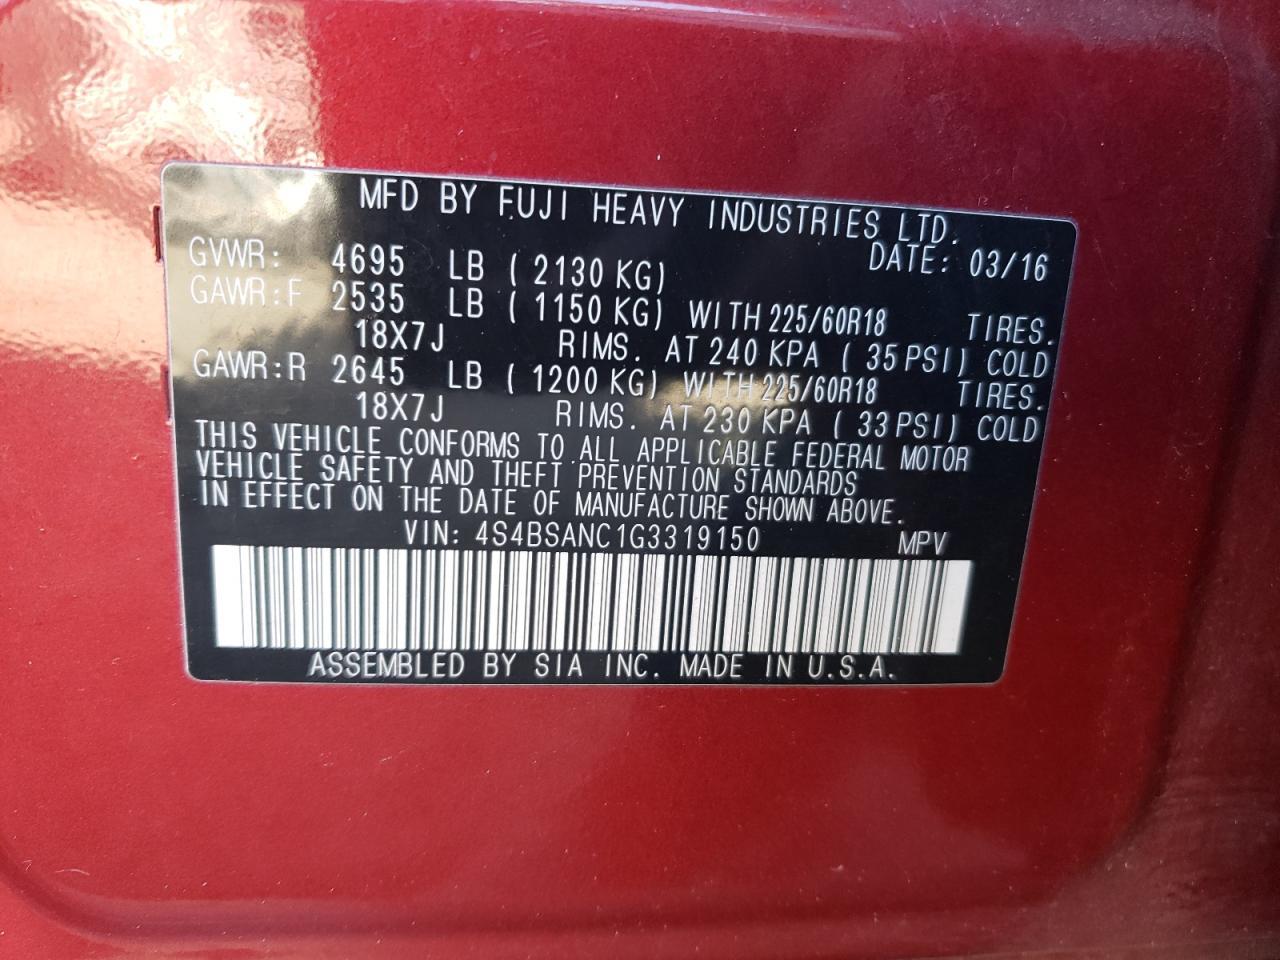 MFD BY FUJI HEAVY INDUSTRIES LTD.
DATE: 03/16
GVWR: 4695 LB ( 2130 KG)
GAWR:F 2535 LB ( 1150 KG) WITH 225/60R18 TIRES.
18X7J RIMS. AT 240 KPA ( 35 PSI) COLD
GAWR:R 2645 LB ( 1200 KG) WITH 225/60R18 TIRES.
18X7J RIMS. AT 230 KPA ( 33 PSI) COLD
THIS VEHICLE CONFORMS TO ALL APPLICABLE FEDERAL MOTOR
VEHICLE SAFETY AND THEFT PREVENTION STANDARDS
IN EFFECT ON THE DATE OF MANUFACTURE SHOWN ABOVE.
VIN: 4S4BSANC1G3319150 MPV
ASSEMBLED BY SIA INC. MADE IN U.S.A.